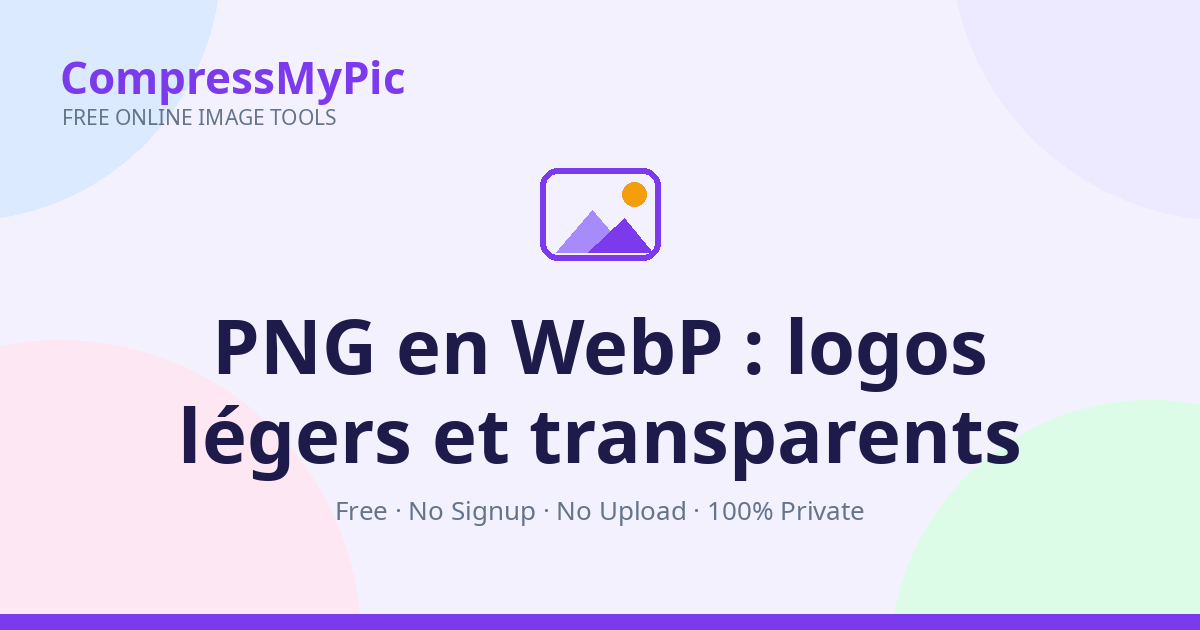 CompressMyPic
FREE ONLINE IMAGE TOOLS
PNG en WebP : logos
légers et transparents
Free · No Signup · No Upload · 100% Private